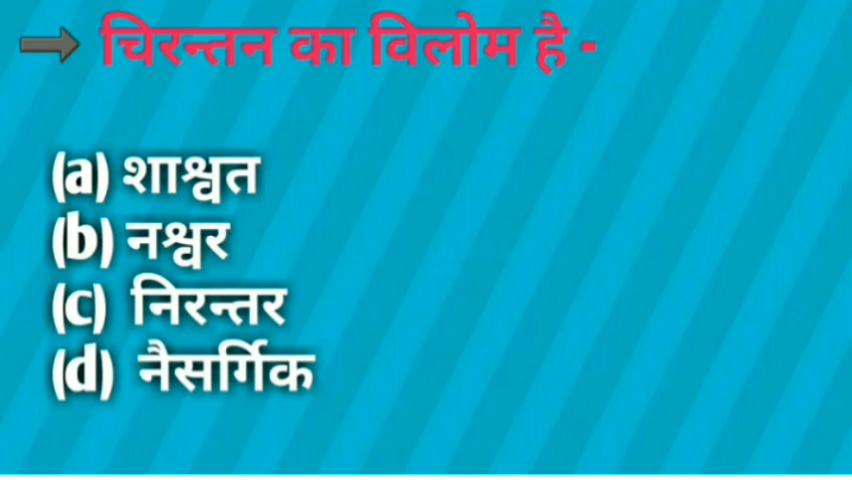 चिरन्तन का विलोम है -
(a) शाश्वत
(b) नश्वर
(c) निरन्तर
(d) नैसर्गिक